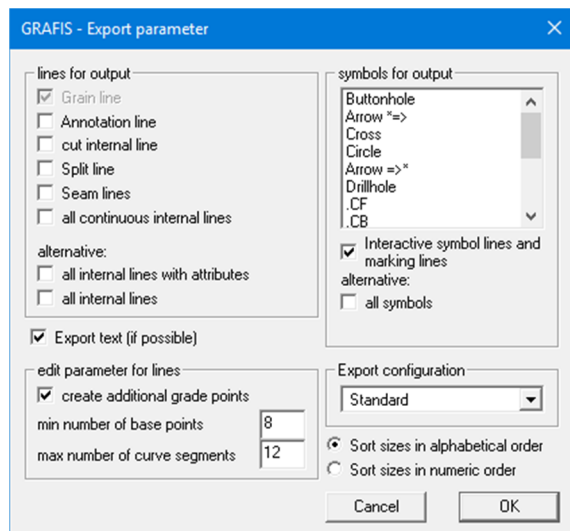 GRAFIS - Export parameter
lines for output
Grain line
Annotation line
cut internal line
Split line
Seam lines
all continuous internal lines
alternative:
all internal lines with attributes
all internal lines
Export text (if possible)
edit parameter for lines
create additional grade points
min number of base points 8
max number of curve segments 12
symbols for output
Buttonhole
Arrow *=>
Cross
Circle
Arrow =>*
Drillhole
.CF
.CB
Interactive symbol lines and
marking lines
alternative:
all symbols
Export configuration
Standard
Sort sizes in alphabetical order
Sort sizes in numeric order
Cancel
OK